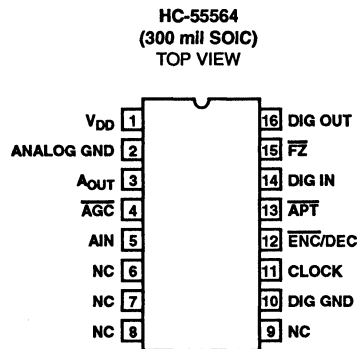 HC-55564
(300 mil SOIC)
TOP VIEW
VDD 1 16 DIG OUT
ANALOG GND 2 15 FZ
AOUT 3 14 DIG IN
AGC 4 13 APT
AIN 5 12 ENC/DEC
NC 6 11 CLOCK
NC 7 10 DIG GND
NC 8 9 NC